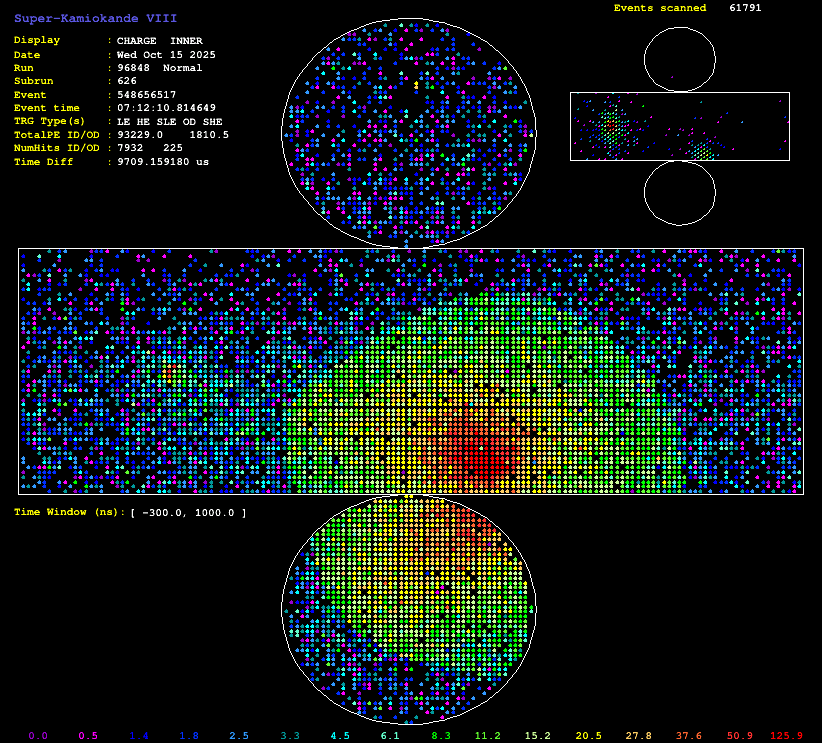 Super-Kamiokande VIII
Events scanned 61791
Display : CHARGE INNER
Date : Wed Oct 15 2025
Run : 96848 Normal
Subrun : 626
Event : 548656517
Event time : 07:12:10.814649
TRG Type(s) : LE HE SLE OD SHE
TotalPE ID/OD : 93229.0 1810.5
NumHits ID/OD : 7932 225
Time Diff : 9709.159180 us
Time Window (ns): [ -300.0, 1000.0 ]
0.0 0.5 1.4 1.8 2.5 3.3 4.5 6.1 8.3 11.2 15.2 20.5 27.8 37.6 50.9 125.9